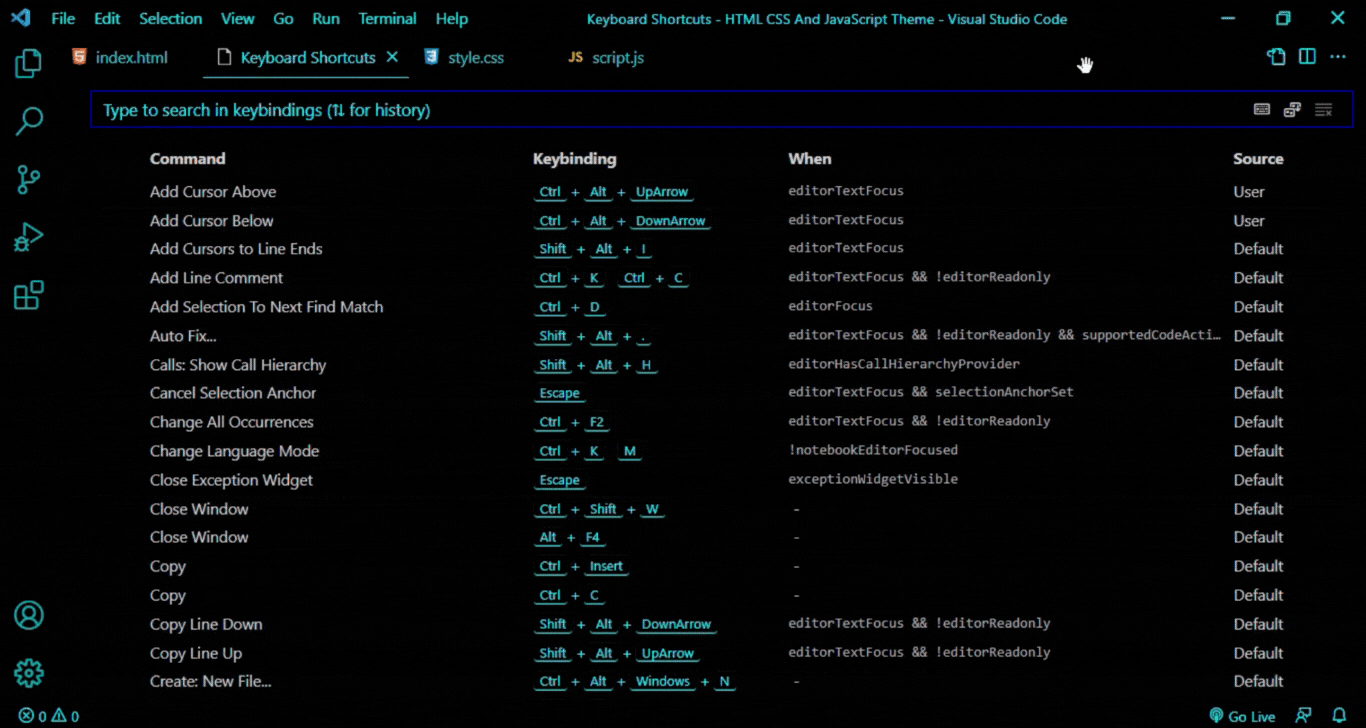 File Edit Selection View Go Run Terminal Help Keyboard Shortcuts - HTML CSS And JavaScript Theme - Visual Studio Code
index.html Keyboard Shortcuts style.css JS script.js
Type to search in keybindings (⇅ for history)
Command Keybinding When Source
Add Cursor Above Ctrl + Alt + UpArrow editorTextFocus User
Add Cursor Below Ctrl + Alt + DownArrow editorTextFocus User
Add Cursors to Line Ends Shift + Alt + I editorTextFocus Default
Add Line Comment Ctrl + K Ctrl + C editorTextFocus && !editorReadonly Default
Add Selection To Next Find Match Ctrl + D editorFocus Default
Auto Fix... Shift + Alt + . editorTextFocus && !editorReadonly && supportedCodeActi... Default
Calls: Show Call Hierarchy Shift + Alt + H editorHasCallHierarchyProvider Default
Cancel Selection Anchor Escape editorTextFocus && selectionAnchorSet Default
Change All Occurrences Ctrl + F2 editorTextFocus && !editorReadonly Default
Change Language Mode Ctrl + K M !notebookEditorFocused Default
Close Exception Widget Escape exceptionWidgetVisible Default
Close Window Ctrl + Shift + W - Default
Close Window Alt + F4 - Default
Copy Ctrl + Insert - Default
Copy Ctrl + C - Default
Copy Line Down Shift + Alt + DownArrow editorTextFocus && !editorReadonly Default
Copy Line Up Shift + Alt + UpArrow editorTextFocus && !editorReadonly Default
Create: New File... Ctrl + Alt + Windows + N - Default
0 0 Go Live